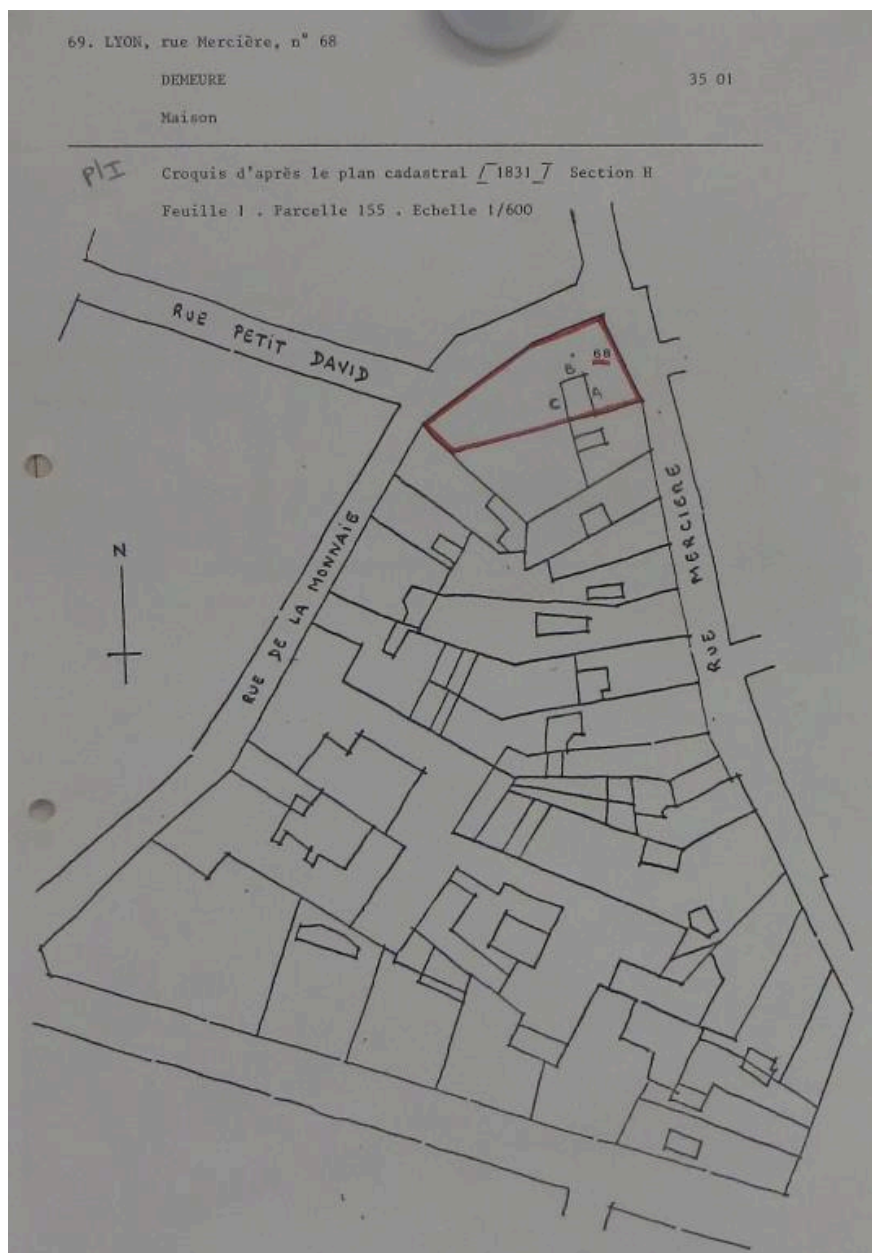 69. LYON, rue Mercière, n° 68
DEMEURE 35 01
Maison
P/I
Croquis d'après le plan cadastral /1831/ Section H
Feuille 1 . Parcelle 155 . Echelle 1/600
RUE PETIT DAVID
68
B
A
C
RUE MERCIERE
RUE DE LA MONNAIE
N